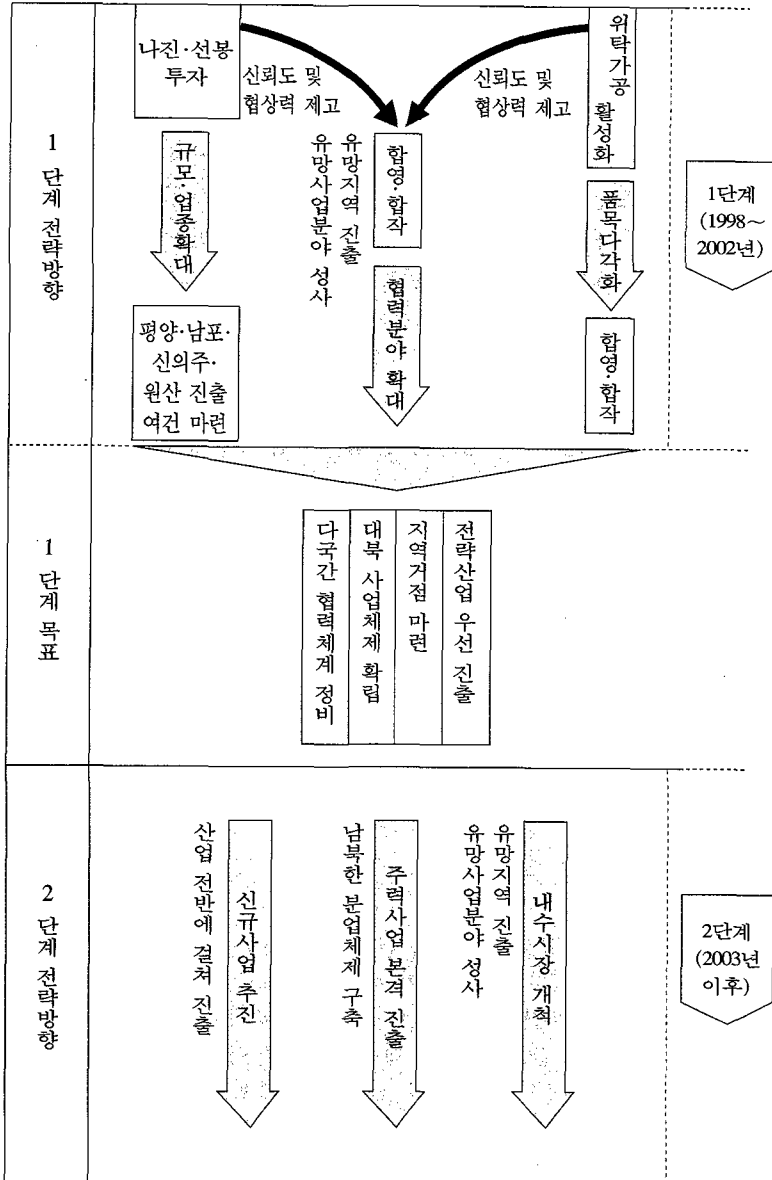 1 단계 전략방향
나진·선봉
투자
신뢰도 및
협상력 제고
신뢰도 및
협상력 제고
위탁가공 활성화
규모·업종확대
유망지역 진출
유망사업분야 성사
합영·합작
품목다각화
1단계
(1998~
2002년)
평양·남포·
신의주·
원산 진출
여건 마련
협력분야 확대
합영·합작
1 단계 목표
전략산업 우선 진출
지역거점 마련
대북 사업체제 확립
다국간 협력체계 정비
2 단계 전략방향
신규사업 추진
산업 전반에 걸쳐 진출
주력사업 본격 진출
남북한 분업체제 구축
내수시장 개척
유망지역 진출
유망사업분야 성사
2단계
(2003년
이후)